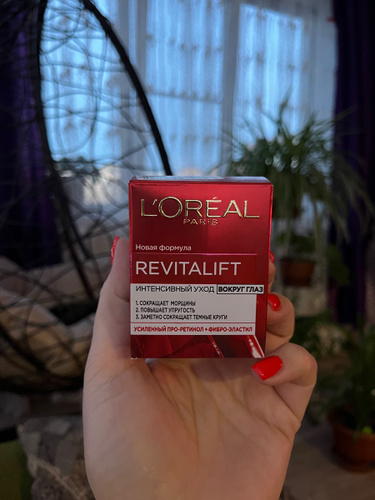 L'ORÉAL
PARIS
Новая формула
REVITALIFT
ИНТЕНСИВНЫЙ УХОД ВОКРУГ ГЛАЗ
1. СОКРАЩАЕТ МОРЩИНЫ
2. ПОВЫШАЕТ УПРУГОСТЬ
3. ЗАМЕТНО СОКРАЩАЕТ ТЕМНЫЕ КРУГИ
УСИЛЕННЫЙ ПРО-РЕТИНОЛ + ФИБРО-ЭЛАСТИЛ